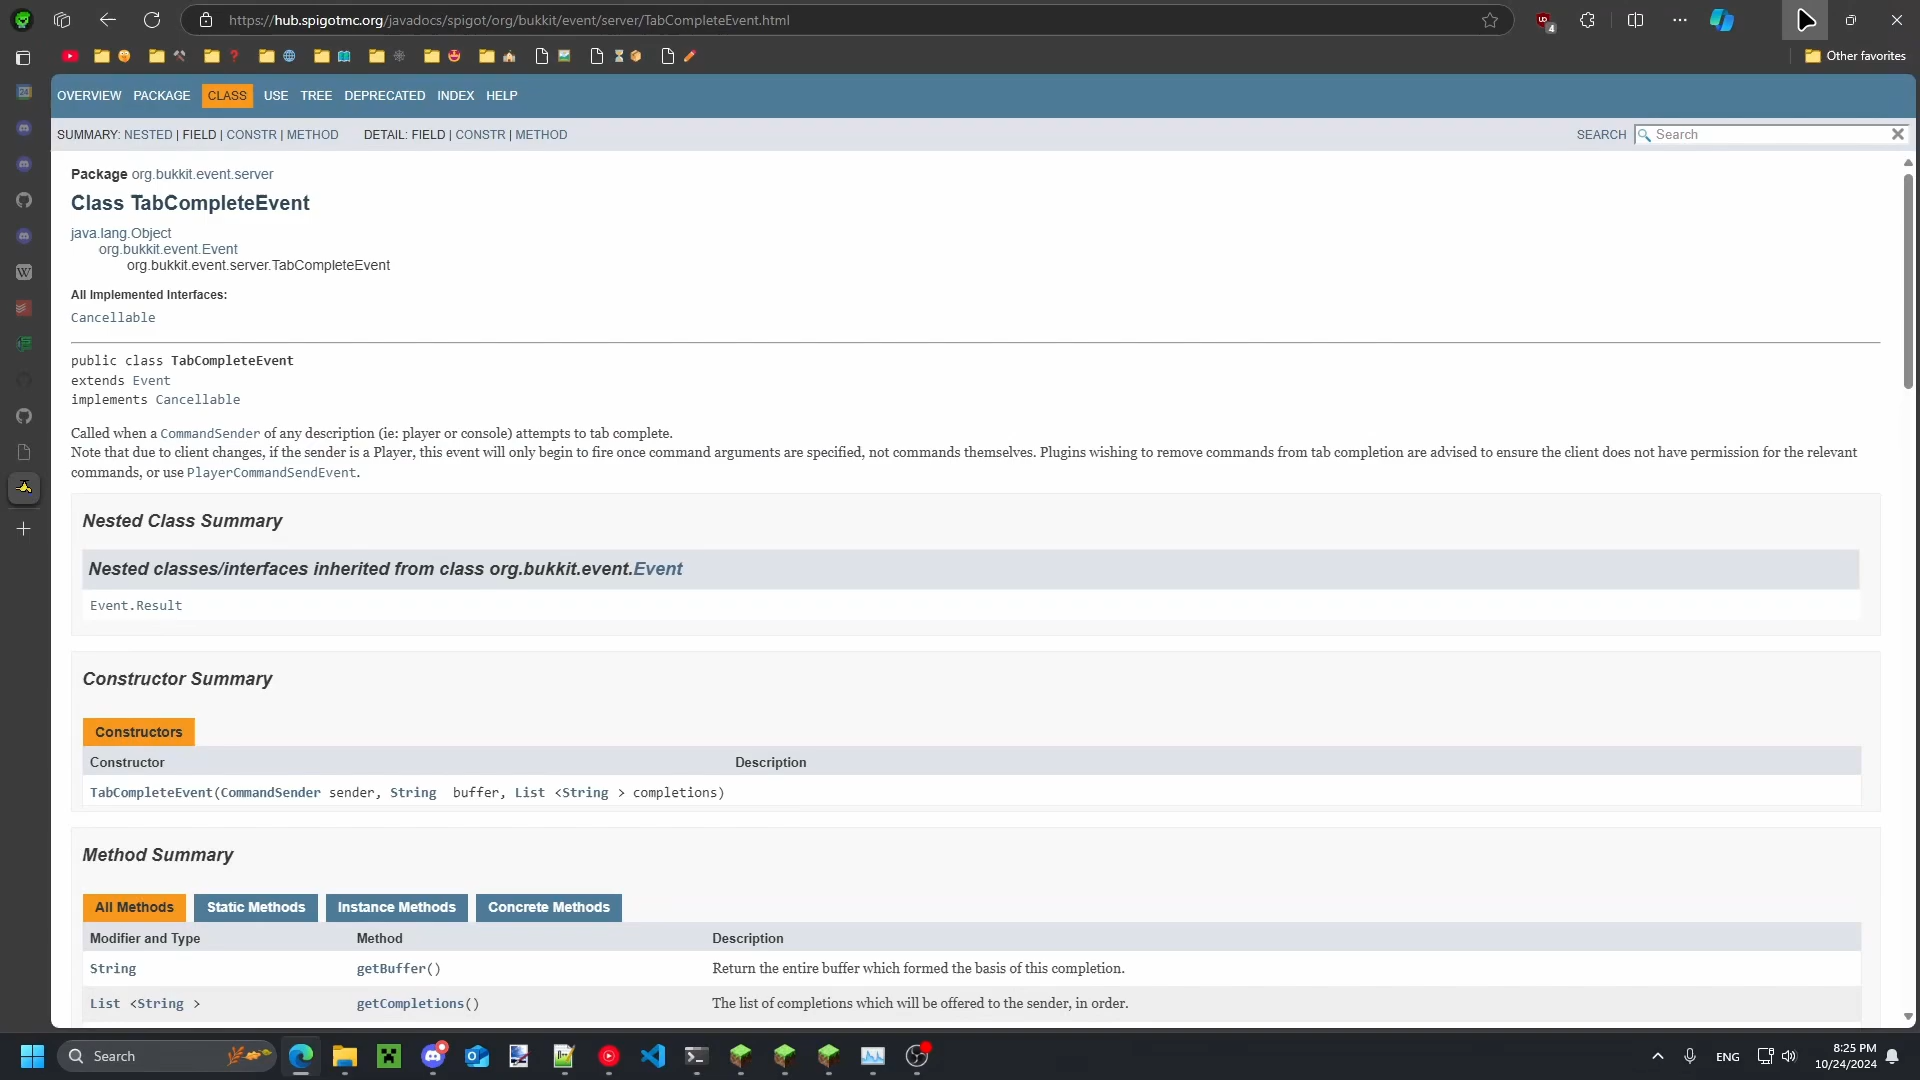 https://hub.spigotmc.org/javadocs/spigot/org/bukkit/event/server/TabCompleteEvent.html
4
Other favorites
OVERVIEW PACKAGE CLASS USE TREE DEPRECATED INDEX HELP
SUMMARY: NESTED | FIELD | CONSTR | METHOD DETAIL: FIELD | CONSTR | METHOD SEARCH Search
Package org.bukkit.event.server
Class TabCompleteEvent
java.lang.Object
org.bukkit.event.Event
org.bukkit.event.server.TabCompleteEvent
All Implemented Interfaces:
Cancellable
public class TabCompleteEvent
extends Event
implements Cancellable
Called when a CommandSender of any description (ie: player or console) attempts to tab complete.
Note that due to client changes, if the sender is a Player, this event will only begin to fire once command arguments are specified, not commands themselves. Plugins wishing to remove commands from tab completion are advised to ensure the client does not have permission for the relevant
commands, or use PlayerCommandSendEvent.
Nested Class Summary
Nested classes/interfaces inherited from class org.bukkit.event.Event
Event.Result
Constructor Summary
Constructors
Constructor Description
TabCompleteEvent(CommandSender sender, String buffer, List <String > completions)
Method Summary
All Methods Static Methods Instance Methods Concrete Methods
Modifier and Type Method Description
String getBuffer() Return the entire buffer which formed the basis of this completion.
List <String > getCompletions() The list of completions which will be offered to the sender, in order.
Search
ENG
8:25 PM
10/24/2024